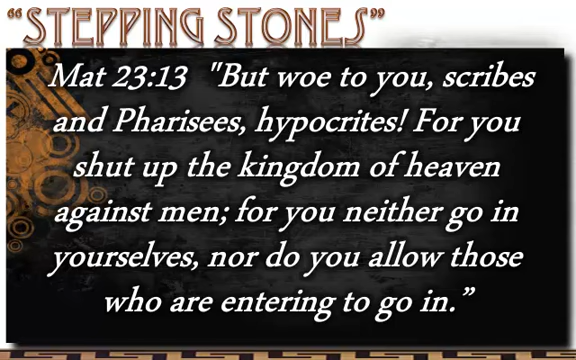 “STEPPING STONES”
Mat 23:13 "But woe to you, scribes
and Pharisees, hypocrites! For you
shut up the kingdom of heaven
against men; for you neither go in
yourselves, nor do you allow those
who are entering to go in.”